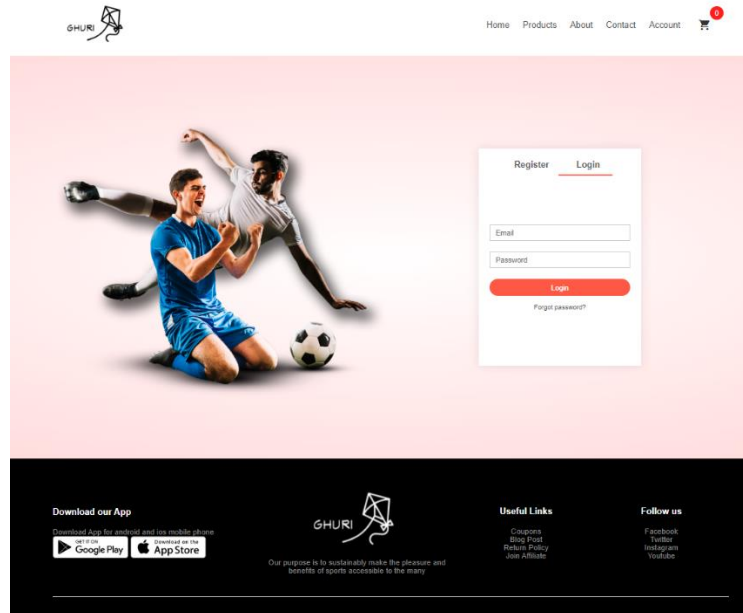 GHURI
Home Products About Contact Account
0
Register Login
Email
Password
Login
Forgot password?
Download our App
Download App for android and ios mobile phone
GET IT ON
Google Play
Download on the
App Store
GHURI
Our purpose is to sustainably make the pleasure and
benefits of sports accessible to the many
Useful Links
Coupons
Blog Post
Return Policy
Join Affiliate
Follow us
Facebook
Twitter
Instagram
Youtube